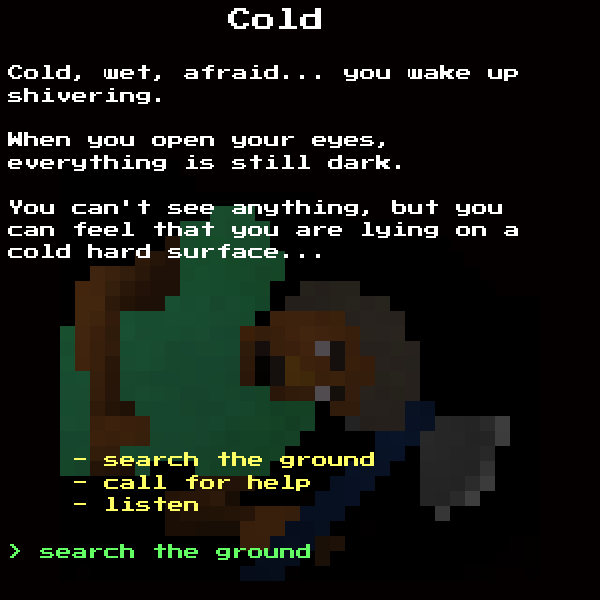 Cold
Cold, wet, afraid... you wake up
shivering.
When you open your eyes,
everything is still dark.
You can't see anything, but you
can feel that you are lying on a
cold hard surface...
- search the ground
- call for help
- listen
> search the ground